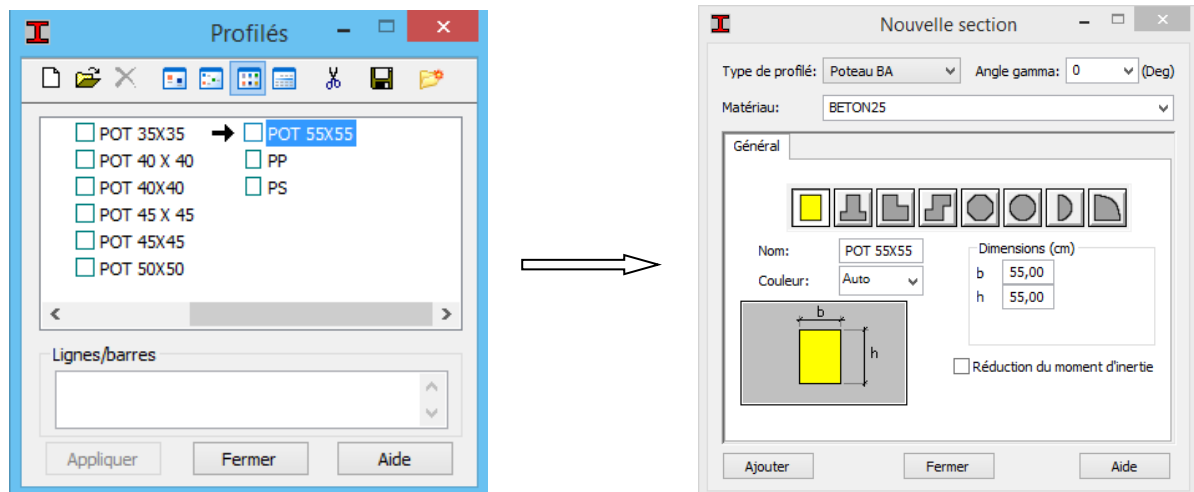 Profilés
POT 35X35
POT 40 X 40
POT 40X40
POT 45 X 45
POT 45X45
POT 50X50
POT 55X55
PP
PS
Lignes/barres
Appliquer Fermer Aide
Nouvelle section
Type de profilé: Poteau BA Angle gamma: 0 (Deg)
Matériau: BETON25
Général
Nom: POT 55X55
Couleur: Auto
Dimensions (cm)
b 55,00
h 55,00
b
h
Réduction du moment d'inertie
Ajouter Fermer Aide